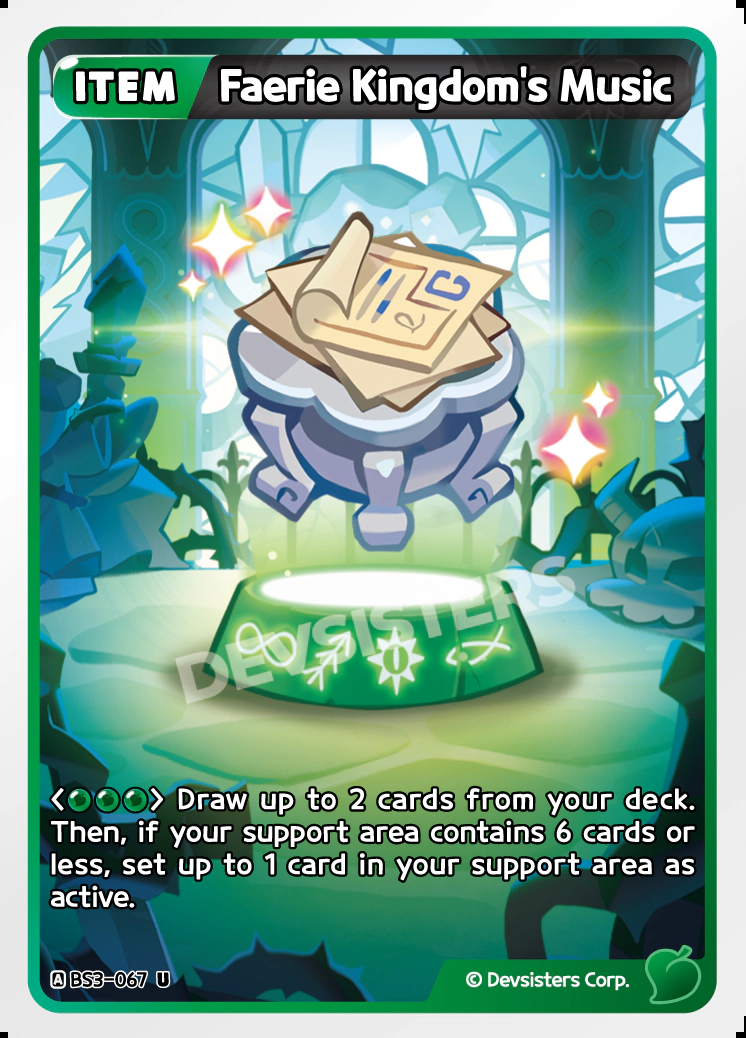 ITEM Faerie Kingdom's Music
DEVSISTERS
<●●●> Draw up to 2 cards from your deck.
Then, if your support area contains 6 cards or
less, set up to 1 card in your support area as
active.
A BS3-067 U
© Devsisters Corp.